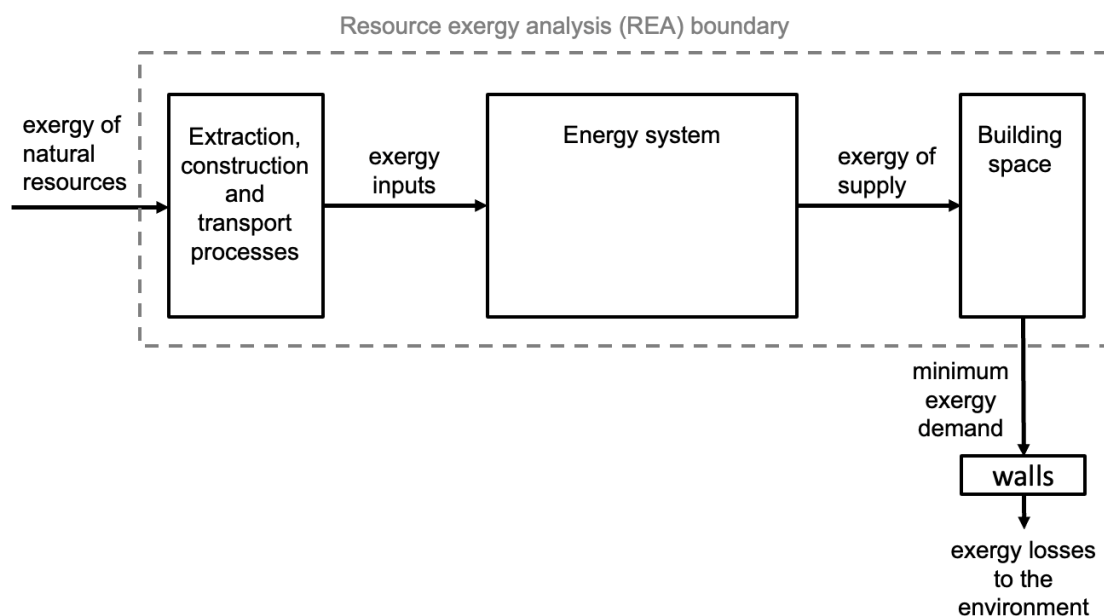 Resource exergy analysis (REA) boundary
exergy of
natural
resources
Extraction,
construction
and
transport
processes
exergy
inputs
Energy system
exergy of
supply
Building
space
minimum
exergy
demand
walls
exergy losses
to the
environment